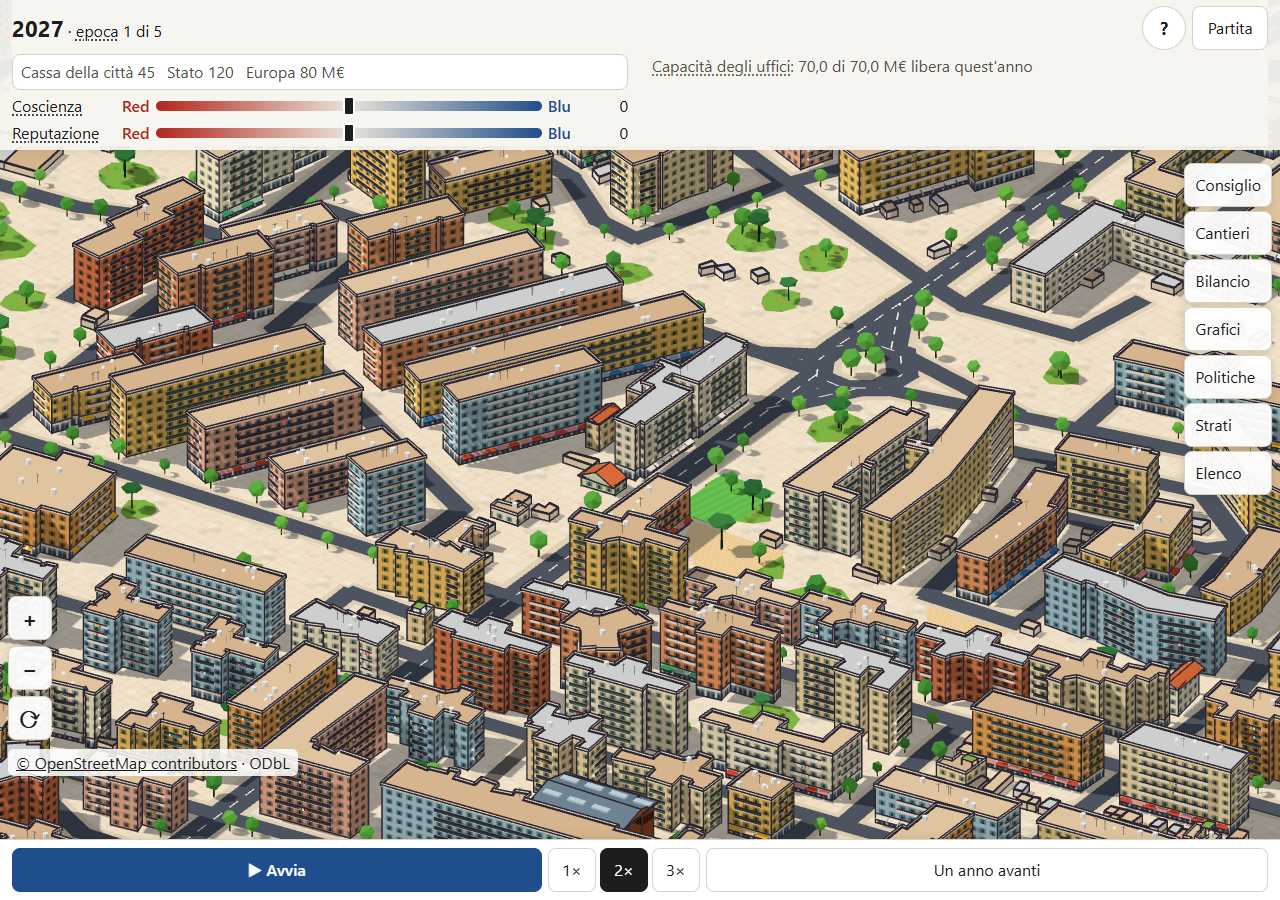 2027 · epoca 1 di 5
?
Partita
Cassa della città 45 Stato 120 Europa 80 M€
Capacità degli uffici: 70,0 di 70,0 M€ libera quest'anno
Coscienza Red Blu 0
Reputazione Red Blu 0
Consiglio
Cantieri
Bilancio
Grafici
Politiche
Strati
Elenco
+
−
© OpenStreetMap contributors · ODbL
▶ Avvia
1×
2×
3×
Un anno avanti